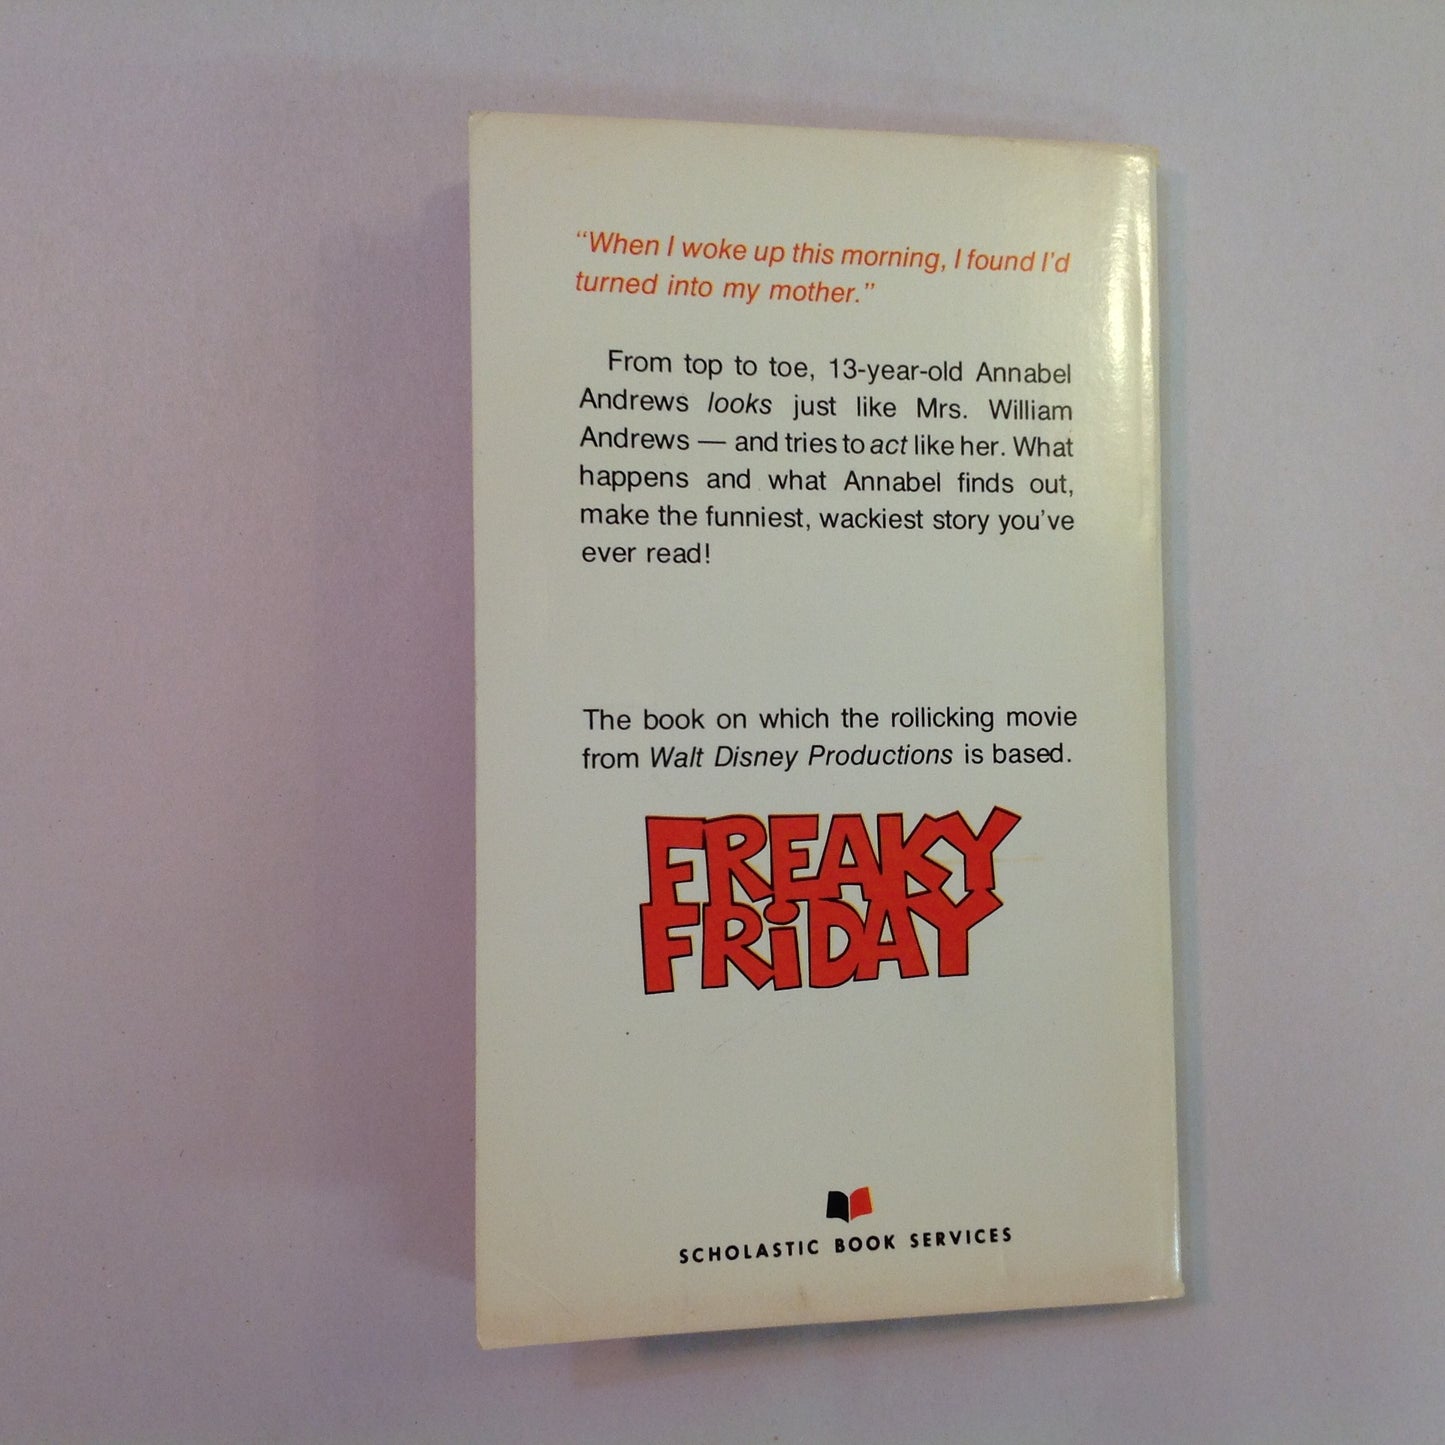 “When I woke up this morning, I found I’d
turned into my mother.”
From top to toe, 13-year-old Annabel
Andrews looks just like Mrs. William
Andrews — and tries to act like her. What
happens and what Annabel finds out,
make the funniest, wackiest story you’ve
ever read!
The book on which the rollicking movie
from Walt Disney Productions is based.
FREAKY
FRiDAY
SCHOLASTIC BOOK SERVICES